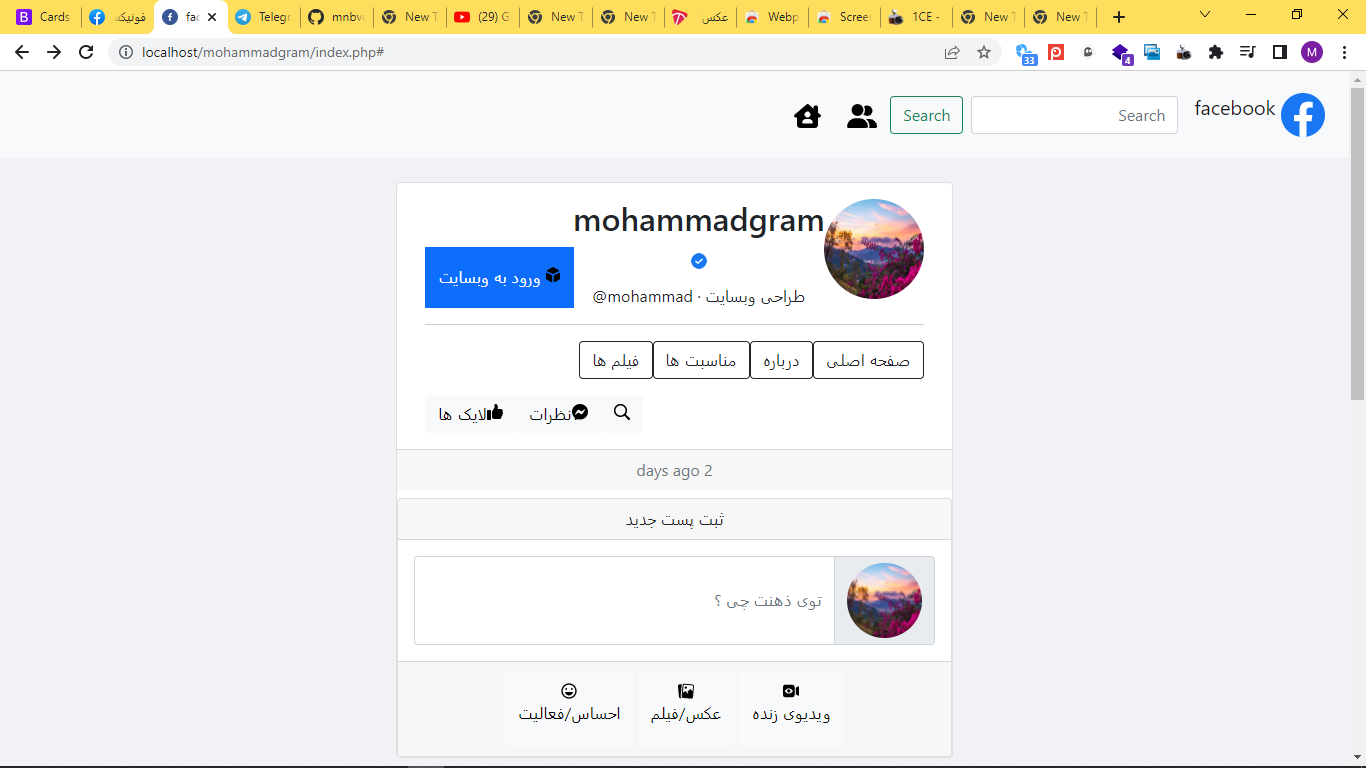 Cards
فوتیکس
fac
Telegr
mnbv
New T
(29) G
New T
New T
عکس
Webp
Screer
1CE -
New T
New T
localhost/mohammadgram/index.php#
33
4
M
facebook
Search
Search
mohammadgram
طراحی وبسایت · mohammad@
ورود به وبسایت
صفحه اصلی
درباره
مناسبت ها
فیلم ها
نظرات
لایک ها
days ago 2
ثبت پست جدید
توی ذهنت چی ؟
ویدیوی زنده
عکس/فیلم
احساس/فعالیت